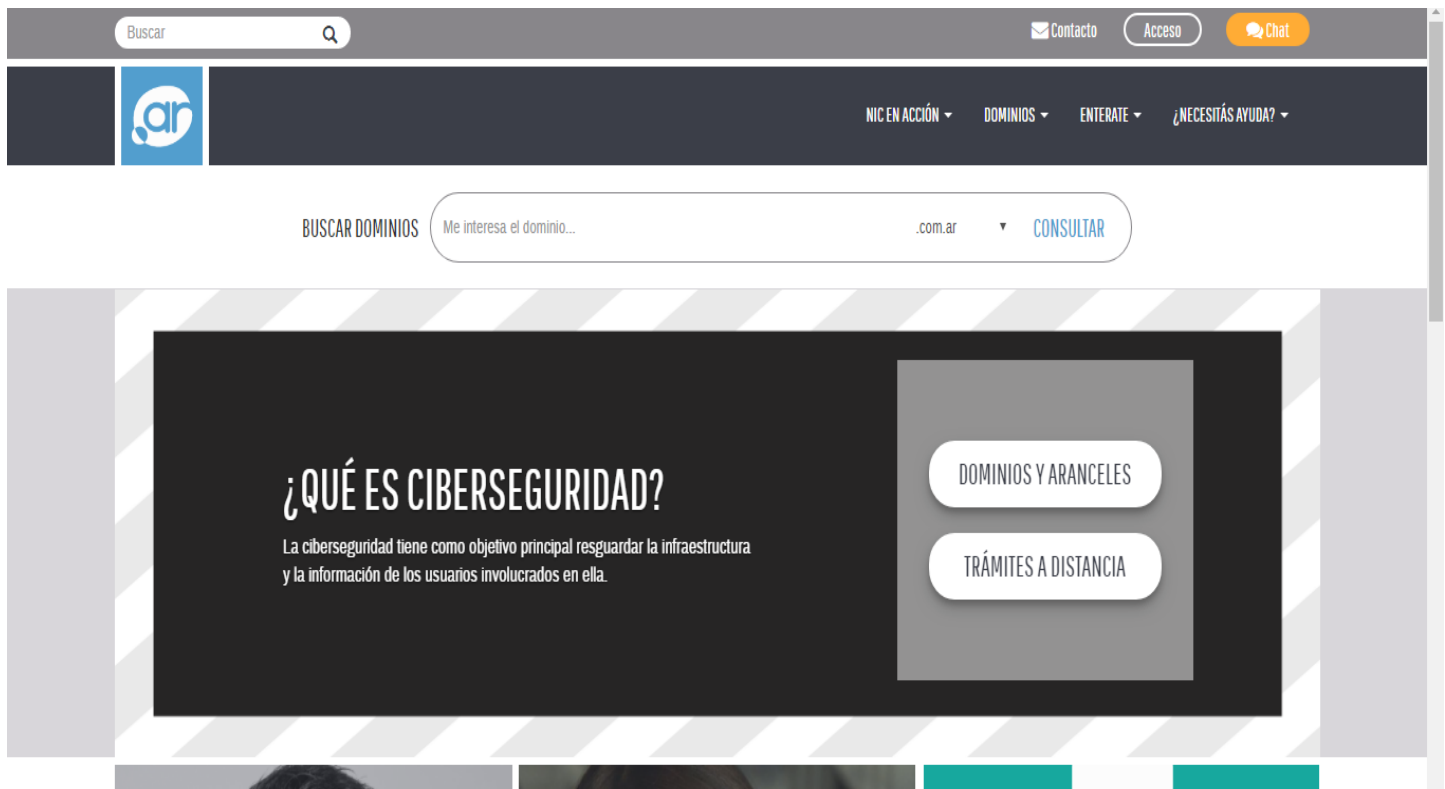 Buscar
Contacto
Acceso
Chat
.ar
NIC EN ACCIÓN
DOMINIOS
ENTERATE
¿NECESITÁS AYUDA?
BUSCAR DOMINIOS
Me interesa el dominio...
.com.ar
CONSULTAR
¿QUÉ ES CIBERSEGURIDAD?
La ciberseguridad tiene como objetivo principal resguardar la infraestructura
y la información de los usuarios involucrados en ella.
DOMINIOS Y ARANCELES
TRÁMITES A DISTANCIA